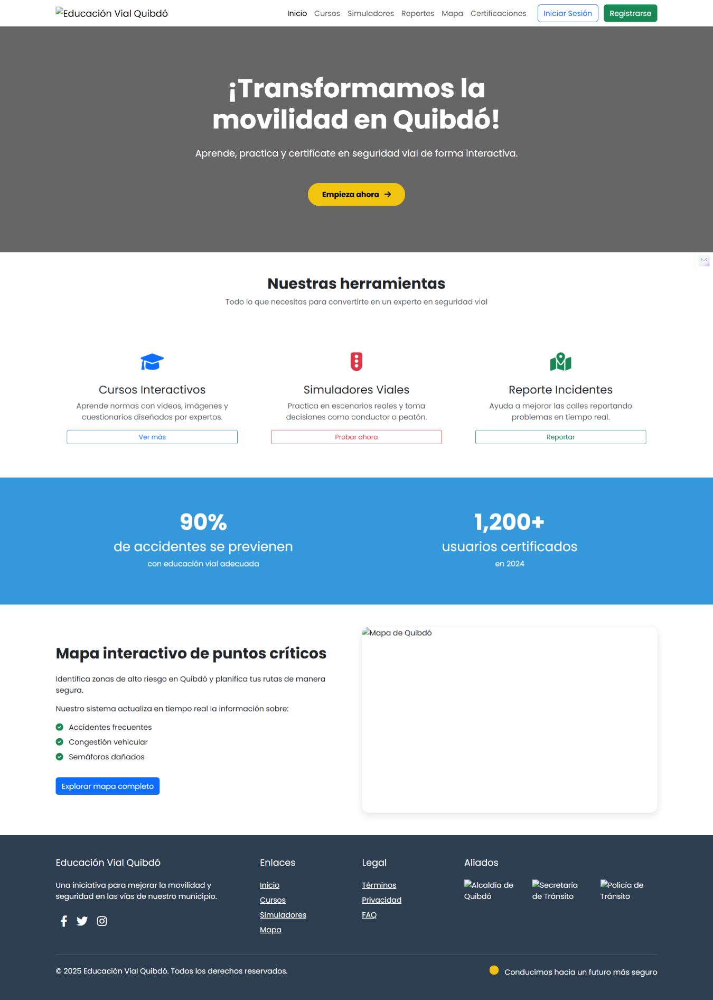 Educación Vial Quibdó
Inicio Cursos Simuladores Reportes Mapa Certificaciones Iniciar Sesión Registrarse
¡Transformamos la
movilidad en Quibdó!
Aprende, practica y certifícate en seguridad vial de forma interactiva.
Empieza ahora
Nuestras herramientas
Todo lo que necesitas para convertirte en un experto en seguridad vial
Cursos Interactivos
Aprende normas con videos, imágenes y
cuestionarios diseñados por expertos.
Ver más
Simuladores Viales
Practica en escenarios reales y toma
decisiones como conductor o peatón.
Probar ahora
Reporte Incidentes
Ayuda a mejorar las calles reportando
problemas en tiempo real.
Reportar
90%
de accidentes se previenen
con educación vial adecuada
1,200+
usuarios certificados
en 2024
Mapa interactivo de puntos críticos
Identifica zonas de alto riesgo en Quibdó y planifica tus rutas de manera
segura.
Nuestro sistema actualiza en tiempo real la información sobre:
Accidentes frecuentes
Congestión vehicular
Semáforos dañados
Explorar mapa completo
Mapa de Quibdó
Educación Vial Quibdó
Una iniciativa para mejorar la movilidad y
seguridad en las vías de nuestro municipio.
Enlaces
Inicio
Cursos
Simuladores
Mapa
Legal
Términos
Privacidad
FAQ
Aliados
Alcaldía de
Quibdó
Secretaría
de Tránsito
Policía de
Tránsito
© 2025 Educación Vial Quibdó. Todos los derechos reservados.
Conducimos hacia un futuro más seguro